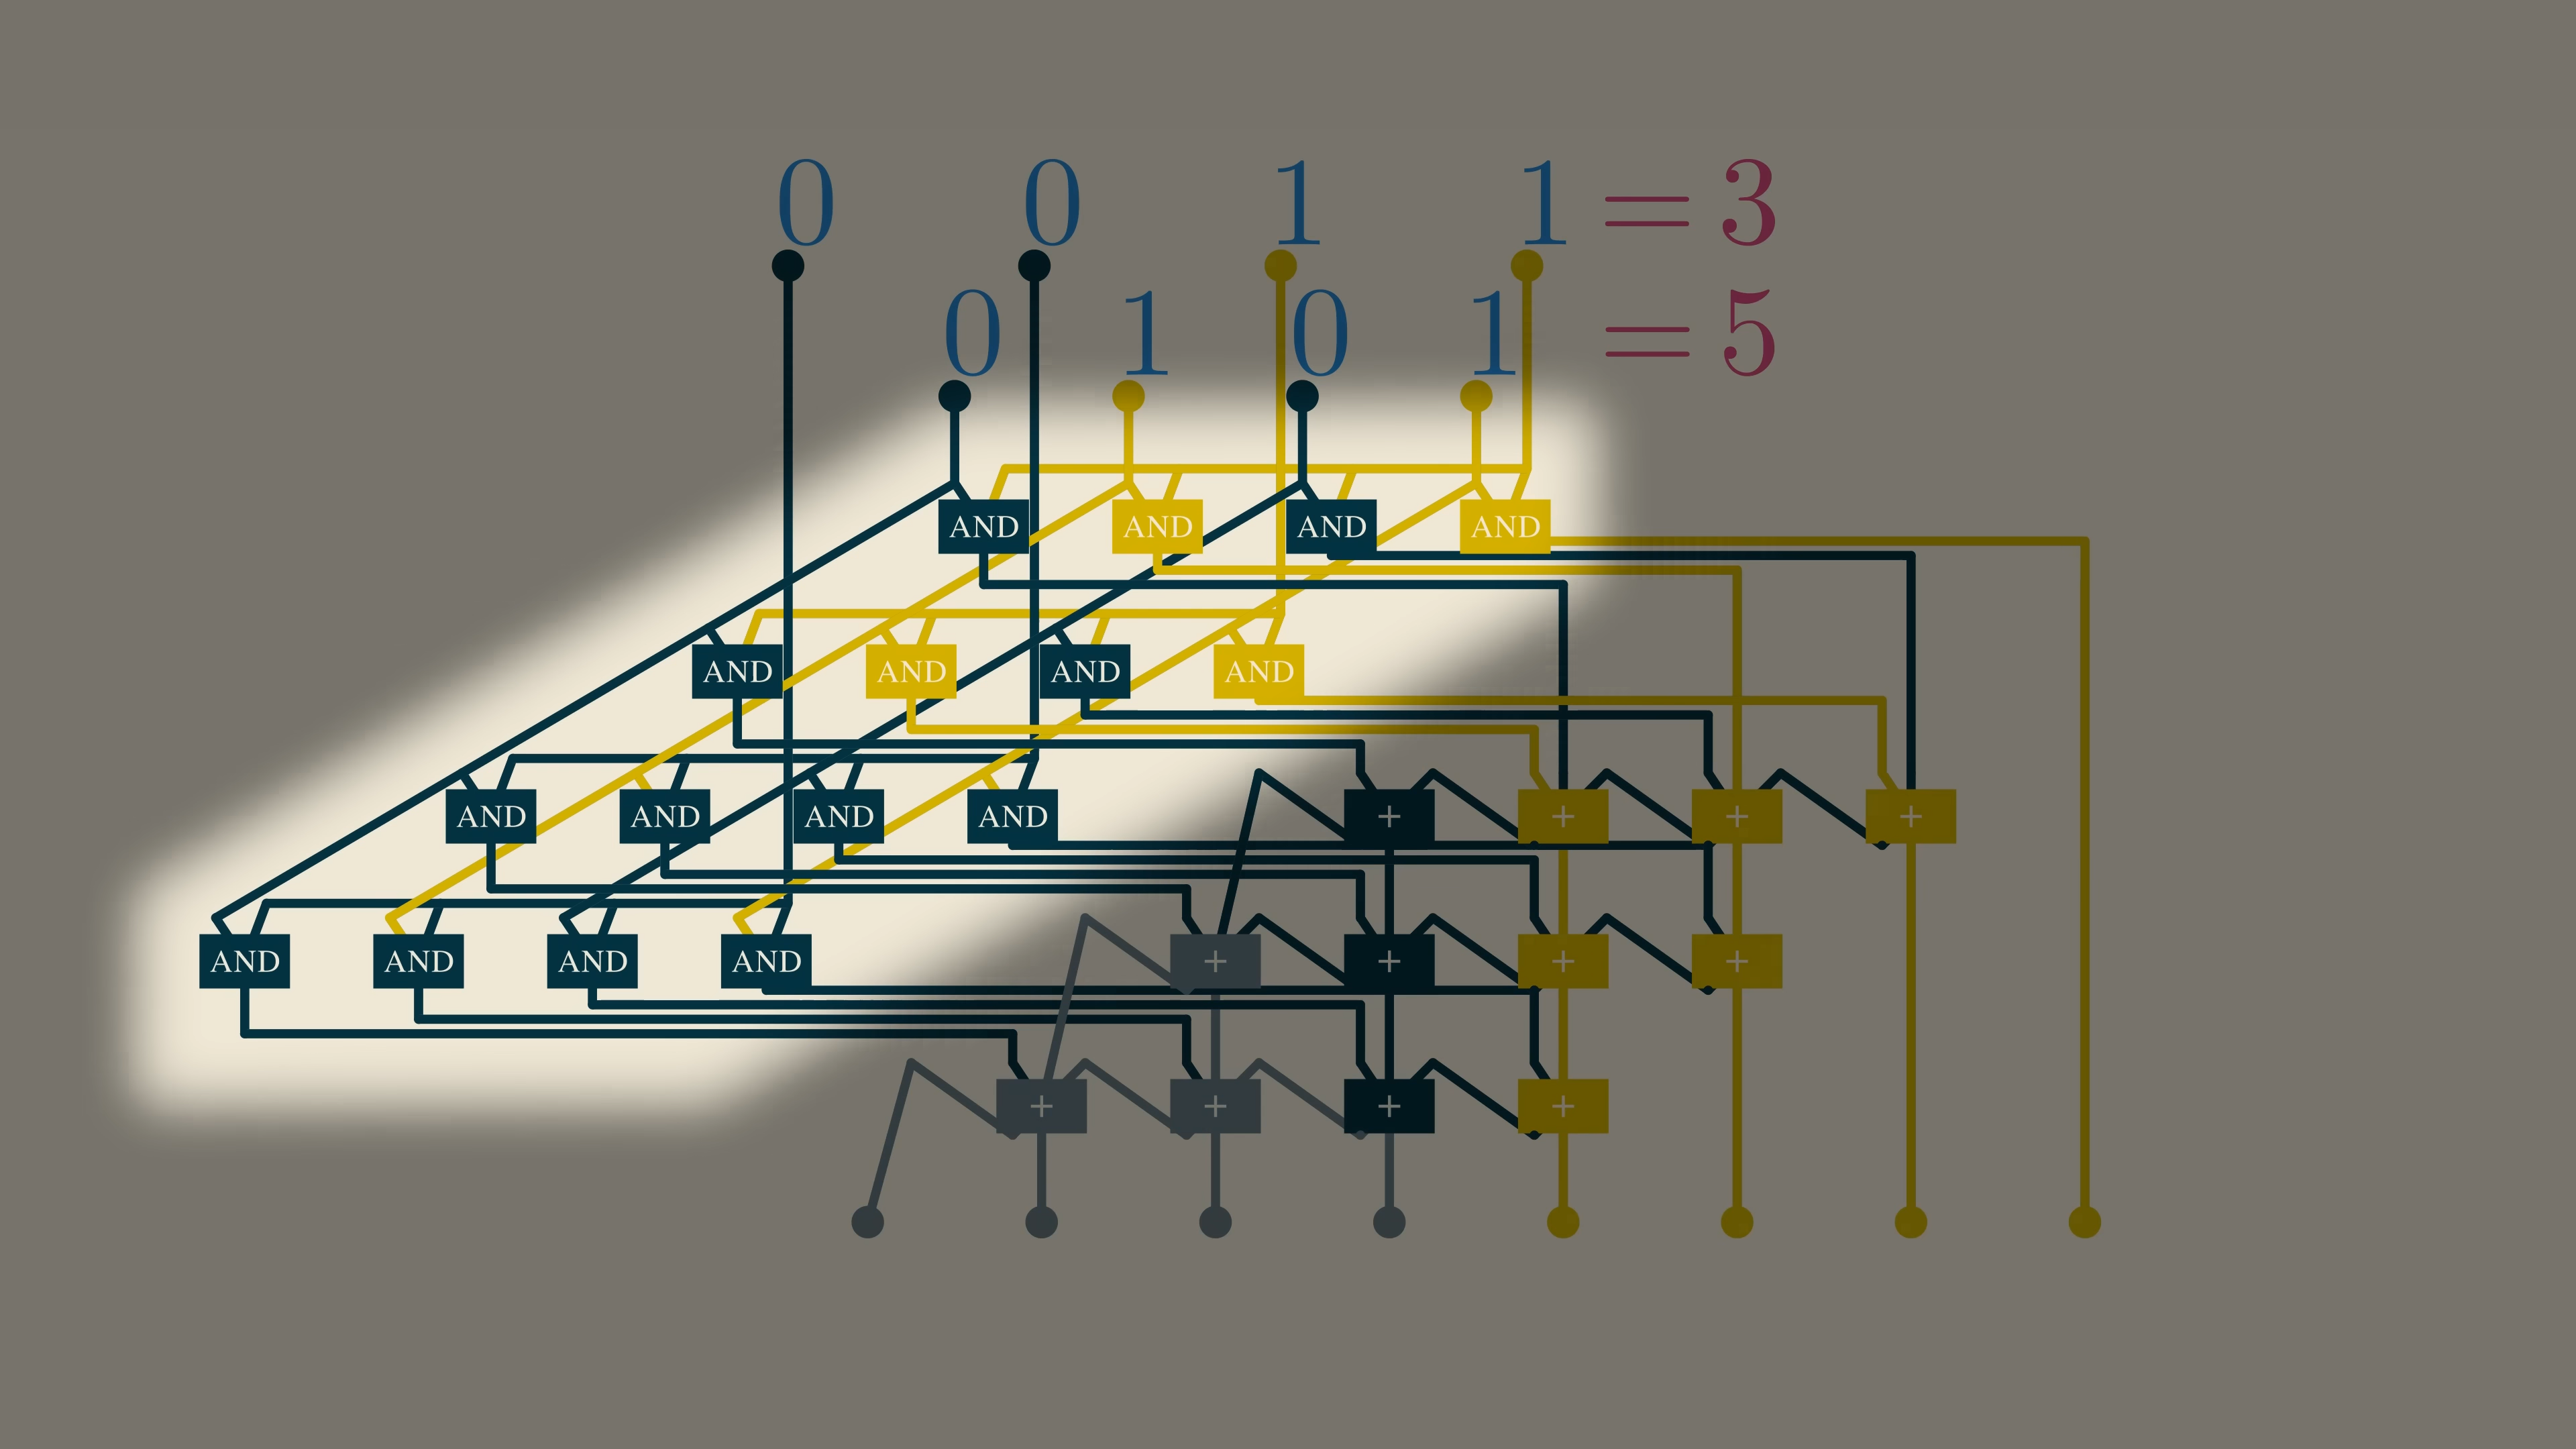 0 0 1 1 = 3
0 1 0 1 = 5
AND AND AND AND
AND AND AND AND
AND AND AND AND
+ + + +
AND AND AND AND
+ + + +
+ + + +